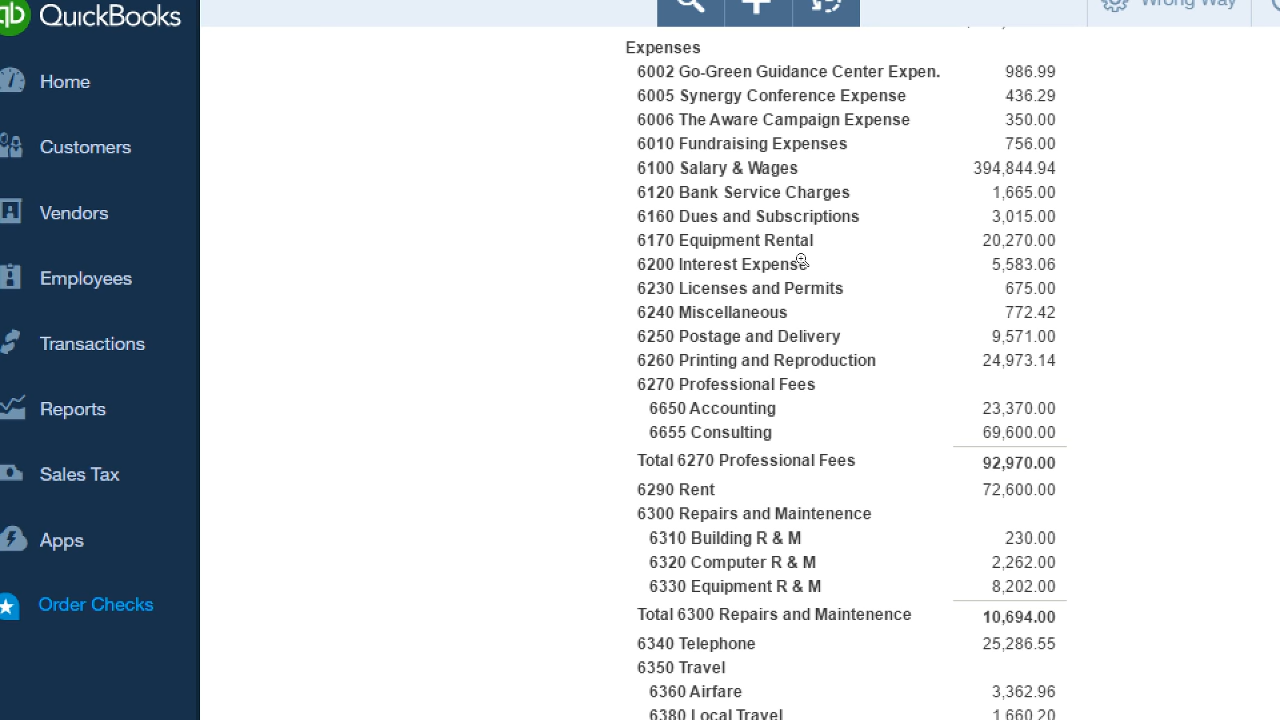 QuickBooks
Wrong Way
Home
Customers
Vendors
Employees
Transactions
Reports
Sales Tax
Apps
Order Checks
Expenses
6002 Go-Green Guidance Center Expen. 986.99
6005 Synergy Conference Expense 436.29
6006 The Aware Campaign Expense 350.00
6010 Fundraising Expenses 756.00
6100 Salary & Wages 394,844.94
6120 Bank Service Charges 1,665.00
6160 Dues and Subscriptions 3,015.00
6170 Equipment Rental 20,270.00
6200 Interest Expense 5,583.06
6230 Licenses and Permits 675.00
6240 Miscellaneous 772.42
6250 Postage and Delivery 9,571.00
6260 Printing and Reproduction 24,973.14
6270 Professional Fees
6650 Accounting 23,370.00
6655 Consulting 69,600.00
Total 6270 Professional Fees 92,970.00
6290 Rent 72,600.00
6300 Repairs and Maintenence
6310 Building R & M 230.00
6320 Computer R & M 2,262.00
6330 Equipment R & M 8,202.00
Total 6300 Repairs and Maintenence 10,694.00
6340 Telephone 25,286.55
6350 Travel
6360 Airfare 3,362.96
6380 Local Travel 1,660.20